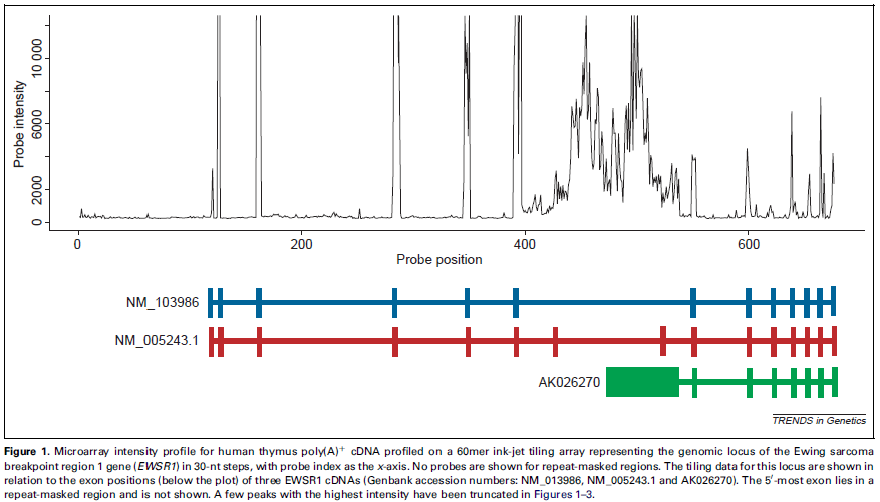 10 000
6000
2000
0
Probe intensity
0 200 400 600
Probe position
NM_103986
NM_005243.1
AK026270
TRENDS in Genetics
Figure 1. Microarray intensity profile for human thymus poly(A)+ cDNA profiled on a 60mer ink-jet tiling array representing the genomic locus of the Ewing sarcoma
breakpoint region 1 gene (EWSR1) in 30-nt steps, with probe index as the x-axis. No probes are shown for repeat-masked regions. The tiling data for this locus are shown in
relation to the exon positions (below the plot) of three EWSR1 cDNAs (Genbank accession numbers: NM_013986, NM_005243.1 and AK026270). The 5′-most exon lies in a
repeat-masked region and is not shown. A few peaks with the highest intensity have been truncated in Figures 1–3.